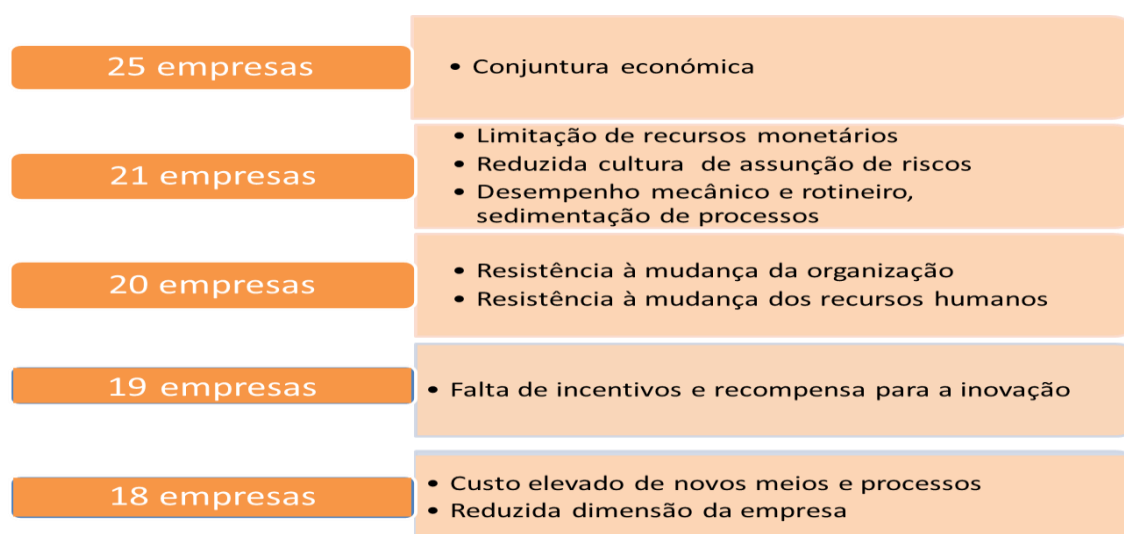 25 empresas
• Conjuntura económica
21 empresas
• Limitação de recursos monetários
• Reduzida cultura de assunção de riscos
• Desempenho mecânico e rotineiro,
sedimentação de processos
20 empresas
• Resistência à mudança da organização
• Resistência à mudança dos recursos humanos
19 empresas
• Falta de incentivos e recompensa para a inovação
18 empresas
• Custo elevado de novos meios e processos
• Reduzida dimensão da empresa